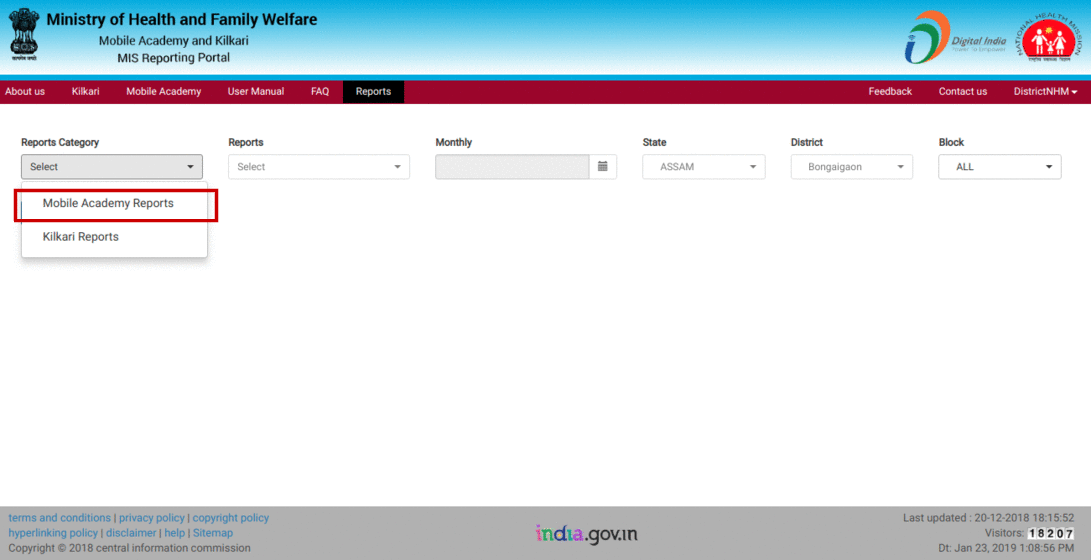 Ministry of Health and Family Welfare
Mobile Academy and Kilkari
MIS Reporting Portal
Digital India
Power To Empower
NATIONAL HEALTH MISSION
About us Kilkari Mobile Academy User Manual FAQ Reports Feedback Contact us DistrictNHM
Reports Category Reports Monthly State District Block
Select Select ASSAM Bongaigaon ALL
Mobile Academy Reports
Kilkari Reports
terms and conditions | privacy policy | copyright policy
hyperlinking policy | disclaimer | help | Sitemap
Copyright © 2018 central information commission
india.gov.in
Last updated : 20-12-2018 18:15:52
Visitors: 18207
Dt: Jan 23, 2019 1:08:56 PM